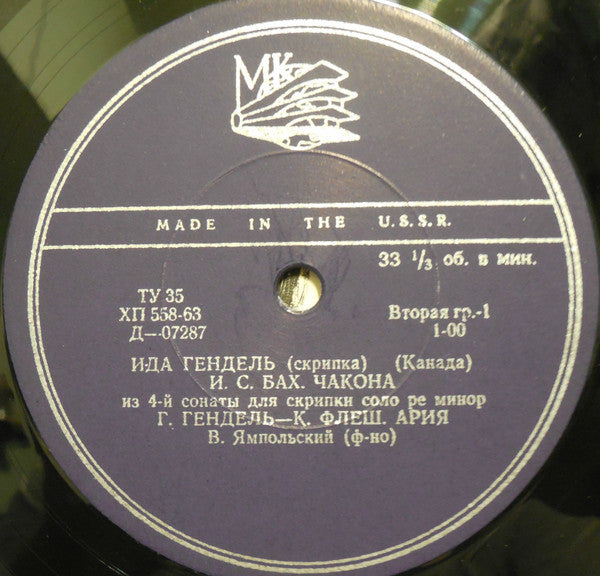 МК
MADE IN THE U.S.S.R.
33 1/3 об. в мин.
ТУ 35
ХП 558-63
Д—07287
Вторая гр.-1
1-00
ИДА ГЕНДЕЛЬ (скрипка) (Канада)
И. С. БАХ. ЧАКОНА
из 4-й сонаты для скрипки соло ре минор
Г. ГЕНДЕЛЬ—К. ФЛЕШ. АРИЯ
В. Ямпольский (ф-но)